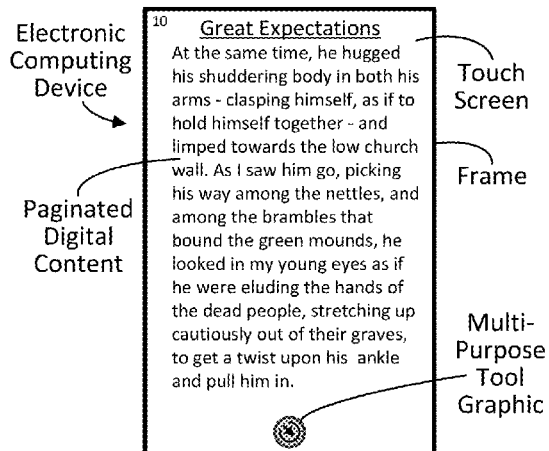 10
Great Expectations
At the same time, he hugged
his shuddering body in both his
arms - clasping himself, as if to
hold himself together - and
limped towards the low church
wall. As I saw him go, picking
his way among the nettles, and
among the brambles that
bound the green mounds, he
looked in my young eyes as if
he were eluding the hands of
the dead people, stretching up
cautiously out of their graves,
to get a twist upon his ankle
and pull him in.
Electronic
Computing
Device
Paginated
Digital
Content
Touch
Screen
Frame
Multi-
Purpose
Tool
Graphic